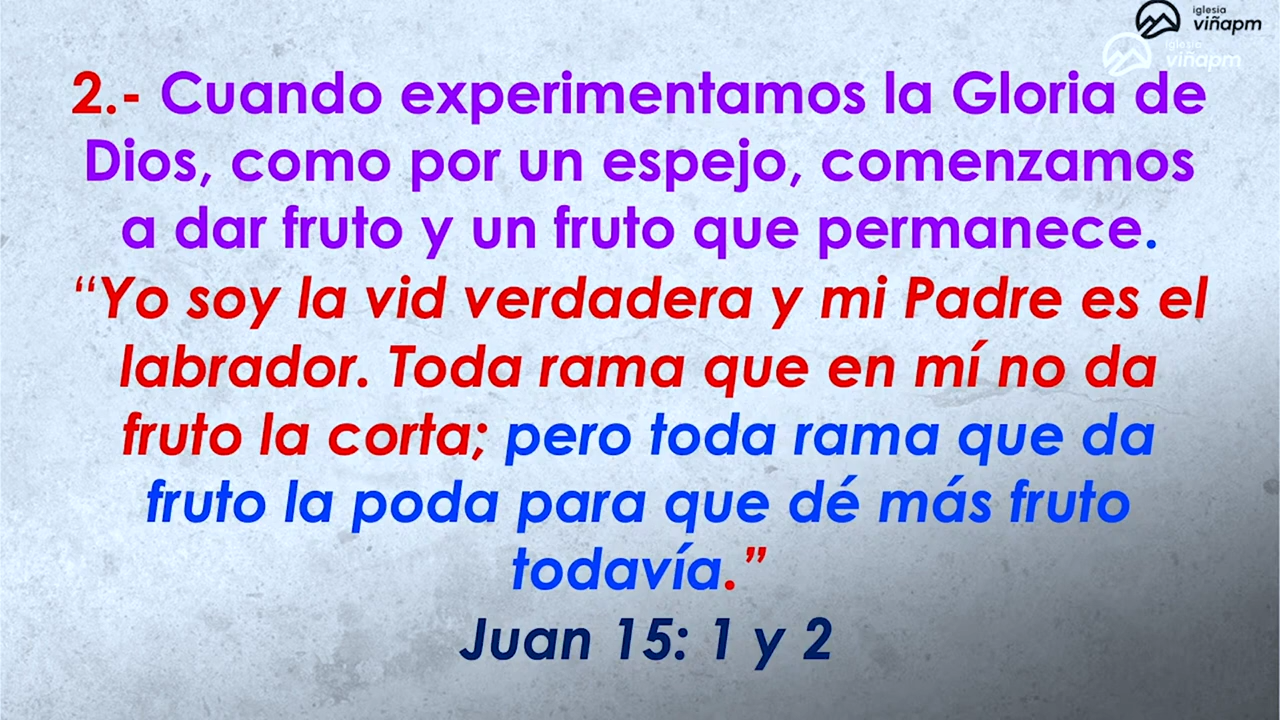 iglesia
viñapm
iglesia
viñapm
2.- Cuando experimentamos la Gloria de
Dios, como por un espejo, comenzamos
a dar fruto y un fruto que permanece.
“Yo soy la vid verdadera y mi Padre es el
labrador. Toda rama que en mí no da
fruto la corta; pero toda rama que da
fruto la poda para que dé más fruto
todavía.”
Juan 15: 1 y 2